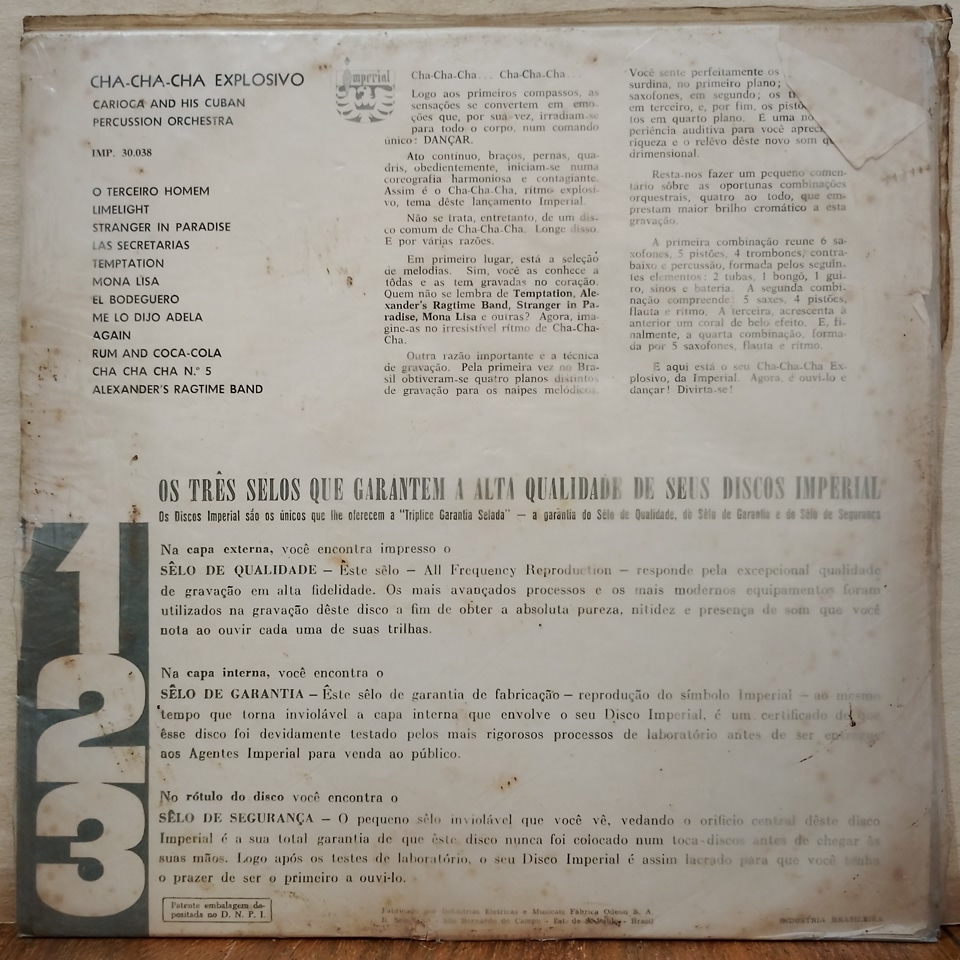 CHA-CHA-CHA EXPLOSIVO
CARIOCA AND HIS CUBAN
PERCUSSION ORCHESTRA
IMP. 30.038
O TERCEIRO HOMEM
LIMELIGHT
STRANGER IN PARADISE
LAS SECRETARIAS
TEMPTATION
MONA LISA
EL BODEGUERO
ME LO DIJO ADELA
AGAIN
RUM AND COCA-COLA
CHA CHA CHA N.º 5
ALEXANDER'S RAGTIME BAND
Imperial
Cha-Cha-Cha... Cha-Cha-Cha...
Logo aos primeiros compassos, as
sensações se convertem em emo-
ções que, por sua vez, irradiam-se
para todo o corpo, num comando
único: DANÇAR.
Ato contínuo, braços, pernas, qua-
dris, obedientemente, iniciam-se numa
coreografia harmoniosa e contagiante.
Assim é o Cha-Cha-Cha, ritmo explosi-
vo, tema dêste lançamento Imperial.
Não se trata, entretanto, de um dis-
co comum de Cha-Cha-Cha. Longe disso.
E por várias razões.
Em primeiro lugar, está a seleção
de melodias. Sim, você as conhece a
tôdas e as tem gravadas no coração.
Quem não se lembra de Temptation, Ale-
xander's Ragtime Band, Stranger in Pa-
radise, Mona Lisa e outras? Agora, ima-
gine-as no irresistível ritmo de Cha-Cha-
Cha.
Outra razão importante e a técnica
de gravação. Pela primeira vez no Bra-
sil obtiveram-se quatro planos distintos
de gravação para os naipes melódicos.
Você sente perfeitamente os
surdina, no primeiro plano;
saxofones, em segundo; os
em terceiro, e, por fim, os
tos em quarto plano. É uma
periência auditiva para você
riqueza e o relêvo dêste novo som
drimensional.
Resta-nos fazer um pequeno comen-
tário sôbre as oportunas combinações
orquestrais, quatro ao todo, que em-
prestam maior brilho cromático a esta
gravação.
A primeira combinação reune 6 sa-
xofones, 5 pistões, 4 trombones, contra-
baixo e percussão, formada pelos seguin-
tes elementos: 2 tubas, 1 bongô, 1 gui-
ro, sinos e bateria. A segunda combi-
nação compreende: 5 saxes, 4 pistões,
flauta e ritmo. A terceira, acrescenta à
anterior um coral de belo efeito. E, fi-
nalmente, a quarta combinação, forma-
da por 5 saxofones, flauta e ritmo.
E aqui está o seu Cha-Cha-Cha Ex-
plosivo, da Imperial. Agora, é ouvi-lo e
dançar! Divirta-se!
OS TRÊS SELOS QUE GARANTEM A ALTA QUALIDADE DE SEUS DISCOS IMPERIAL
Os Discos Imperial são os únicos que lhe oferecem a "Triplice Garantia Selada" — a garantia do Sêlo de Qualidade, do Sêlo de Garantia e do Sêlo de Segurança
1
Na capa externa, você encontra impresso o
SÊLO DE QUALIDADE — Êste sêlo — All Frequency Reproduction — responde pela excepcional qualidade
de gravação em alta fidelidade. Os mais avançados processos e os mais modernos equipamentos foram
utilizados na gravação dêste disco a fim de obter a absoluta pureza, nitidez e presença de som que você
nota ao ouvir cada uma de suas trilhas.
2
Na capa interna, você encontra o
SÊLO DE GARANTIA — Êste sêlo de garantia de fabricação — reprodução do símbolo Imperial — ao mesmo
tempo que torna inviolável a capa interna que envolve o seu Disco Imperial, é um certificado de que
êsse disco foi devidamente testado pelos mais rigorosos processos de laboratório antes de ser entregue
aos Agentes Imperial para venda ao público.
3
No rótulo do disco você encontra o
SÊLO DE SEGURANÇA — O pequeno sêlo inviolável que você vê, vedando o orifício central dêste disco
Imperial é a sua total garantia de que êste disco nunca foi colocado num toca-discos antes de chegar às
suas mãos. Logo após os testes de laboratório, o seu Disco Imperial é assim lacrado para que você tenha
o prazer de ser o primeiro a ouvi-lo.
Patente embalagem de-
positada no D. N. P. I.
Fabricado por Indústrias Elétricas e Musicais Fábrica Odeon S. A.
São Bernardo do Campo - Est. de S. Paulo - Brasil
INDÚSTRIA BRASILEIRA